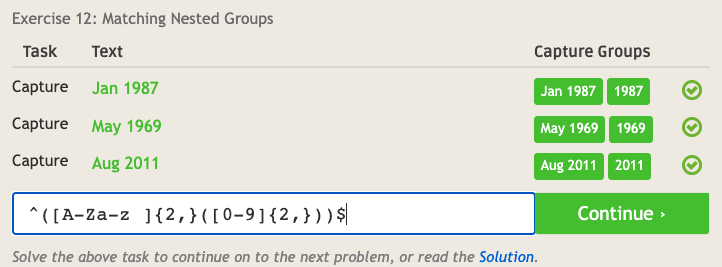 Exercise 12: Matching Nested Groups
Task Text Capture Groups
Capture Jan 1987 Jan 1987 1987
Capture May 1969 May 1969 1969
Capture Aug 2011 Aug 2011 2011
^([A-Za-z ]{2,}([0-9]{2,}))$ Continue ›
Solve the above task to continue on to the next problem, or read the Solution.